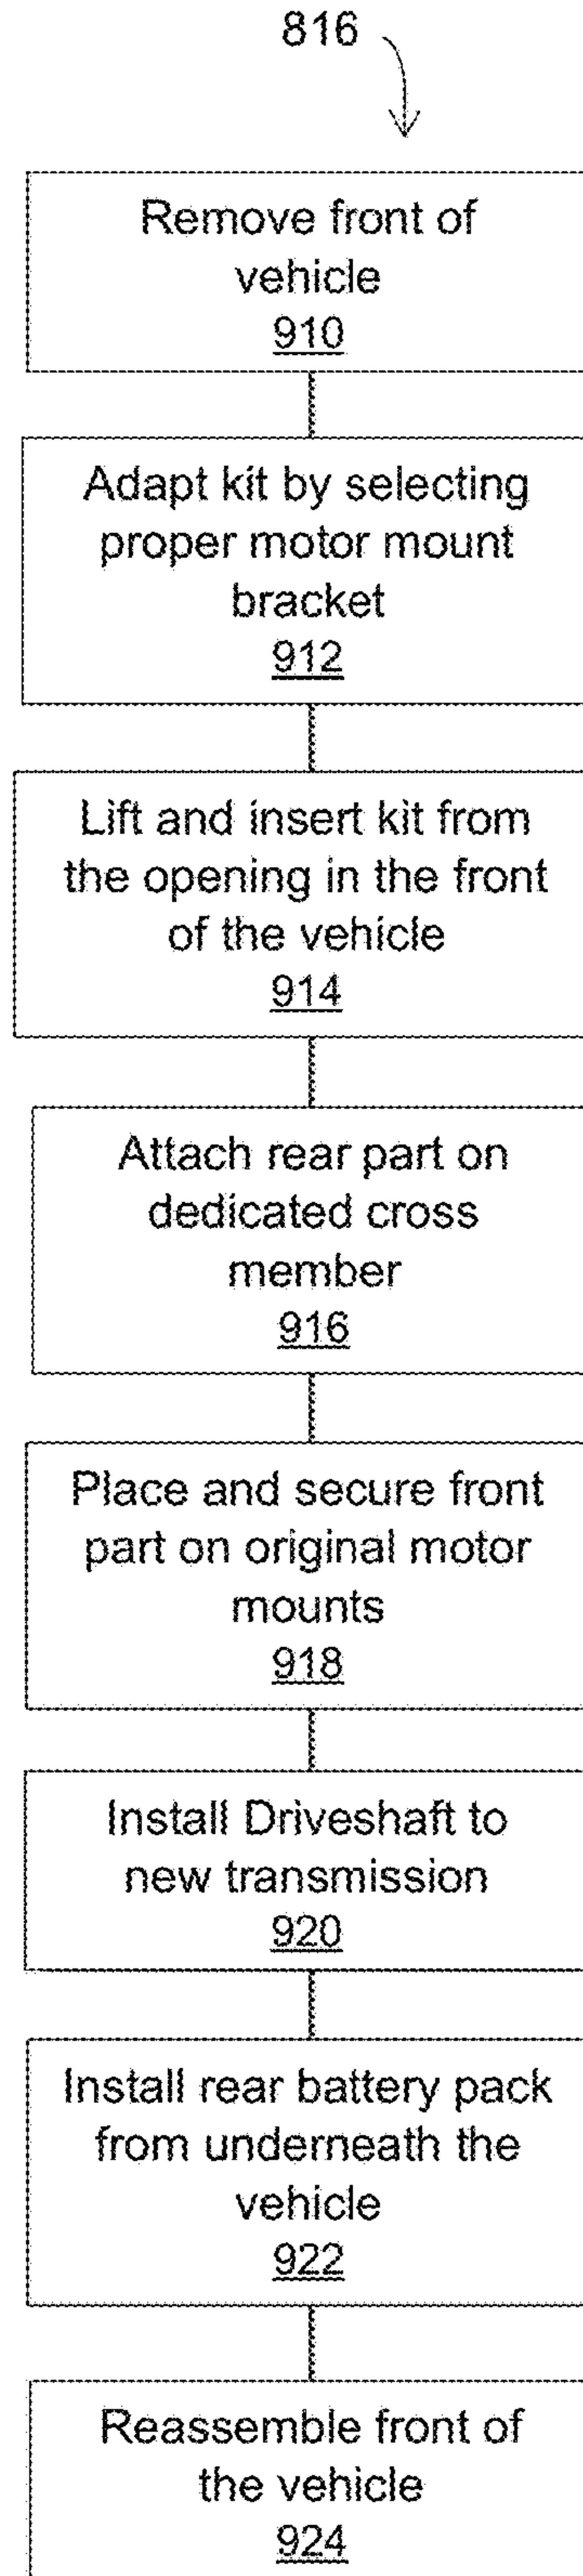 816
Remove front of
vehicle
910
Adapt kit by selecting
proper motor mount
bracket
912
Lift and insert kit from
the opening in the front
of the vehicle
914
Attach rear part on
dedicated cross
member
916
Place and secure front
part on original motor
mounts
918
Install Driveshaft to
new transmission
920
Install rear battery pack
from underneath the
vehicle
922
Reassemble front of
the vehicle
924